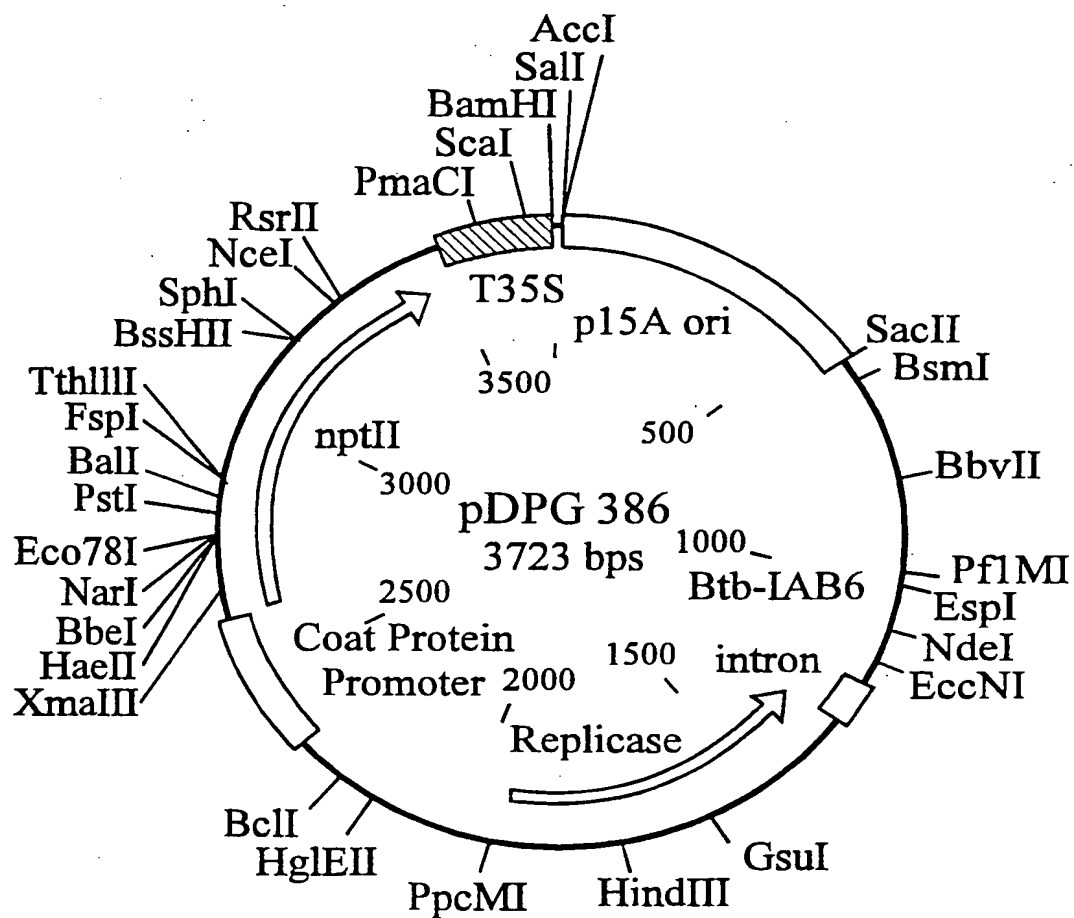 AccI
SalI
BamHI
ScaI
PmaCI
RsrII
NceI
SphI
BssHII
TthlllI
FspI
BalI
PstI
Eco78I
NarI
BbeI
HaeII
XmaIII
BclI
HglEII
PpcMI
HindIII
GsuI
EccNI
NdeI
EspI
Pf1MI
BbvII
BsmI
SacII
T35S
p15A ori
3500
500
nptII
3000
pDPG 386
3723 bps
1000
Btb-IAB6
2500
Coat Protein
Promoter
2000
1500
intron
Replicase